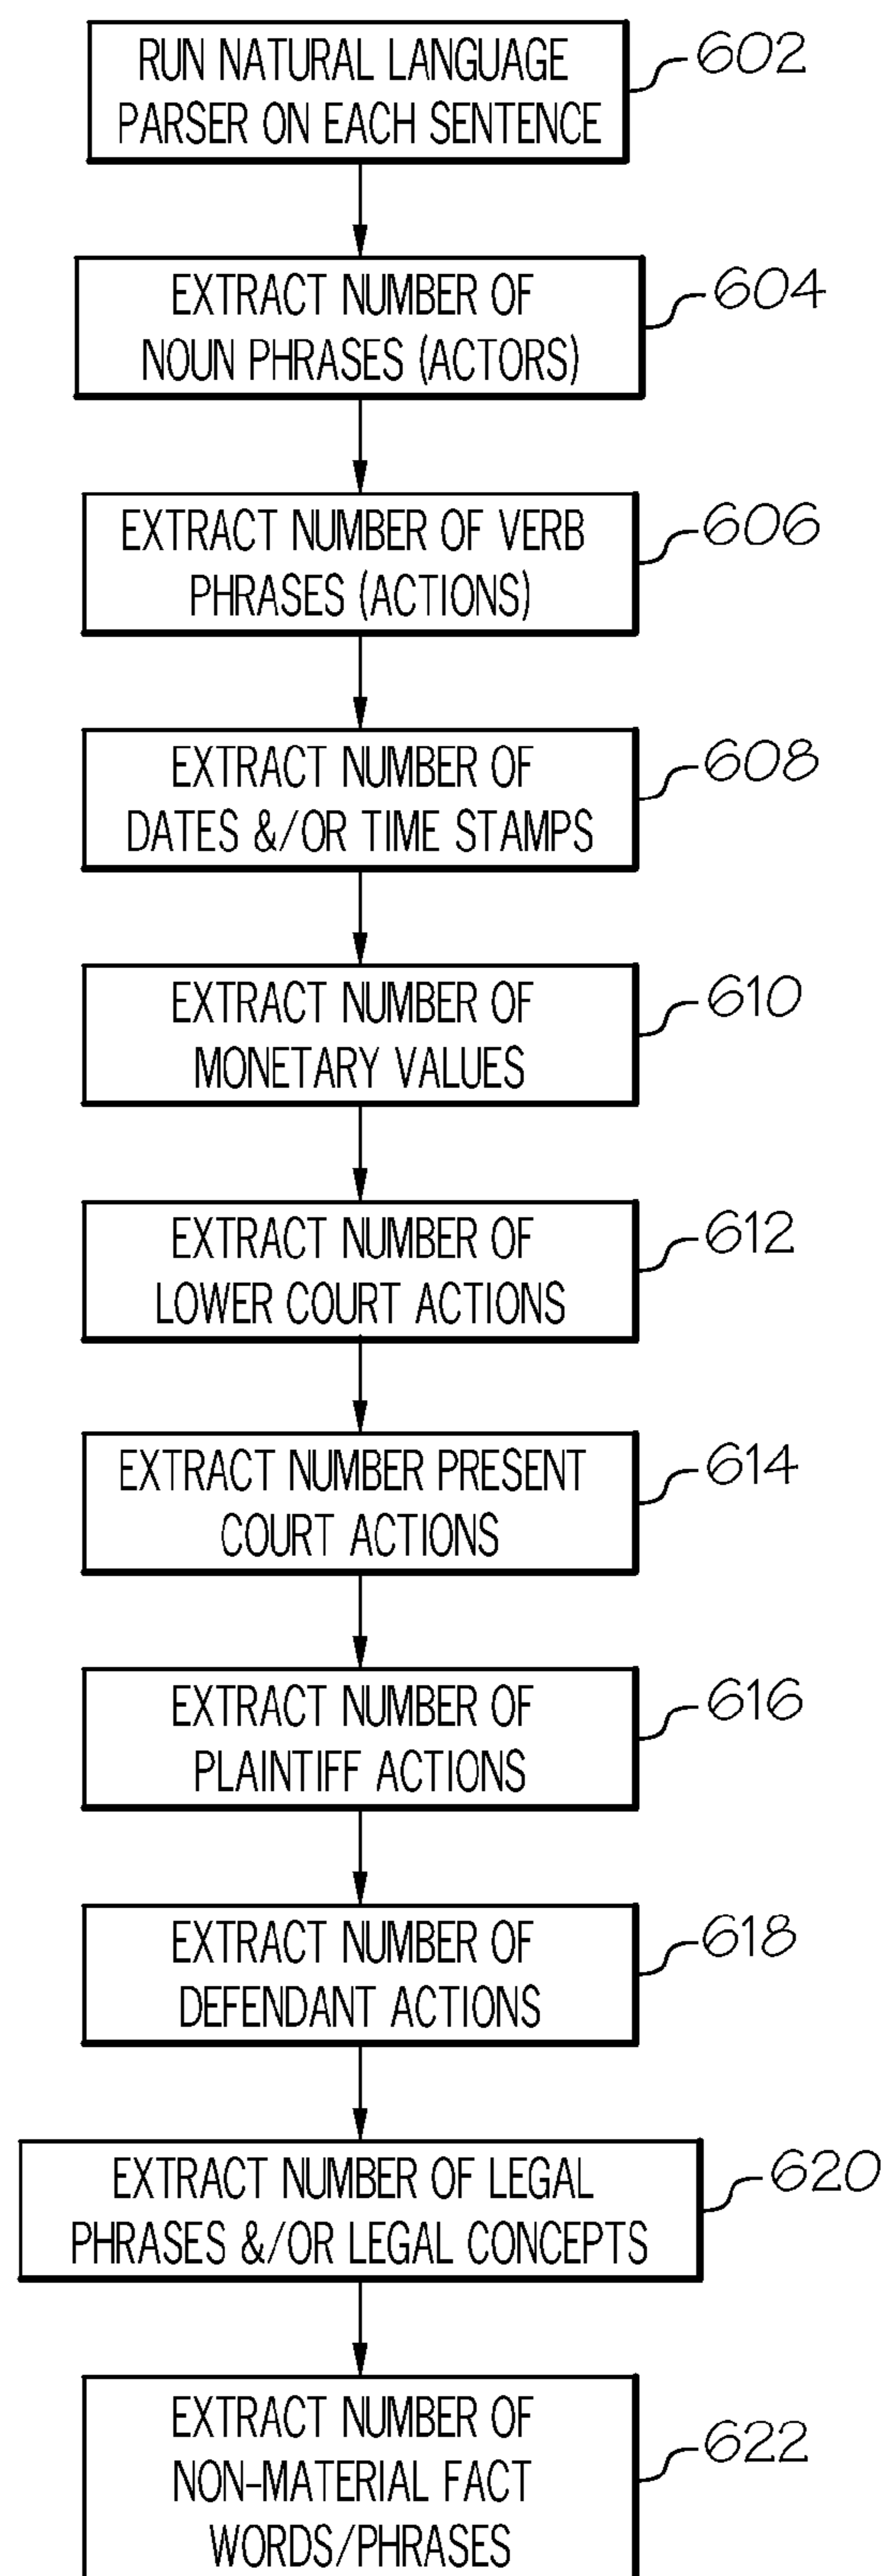 RUN NATURAL LANGUAGE
PARSER ON EACH SENTENCE
602
EXTRACT NUMBER OF
NOUN PHRASES (ACTORS)
604
EXTRACT NUMBER OF VERB
PHRASES (ACTIONS)
606
EXTRACT NUMBER OF
DATES &/OR TIME STAMPS
608
EXTRACT NUMBER OF
MONETARY VALUES
610
EXTRACT NUMBER OF
LOWER COURT ACTIONS
612
EXTRACT NUMBER PRESENT
COURT ACTIONS
614
EXTRACT NUMBER OF
PLAINTIFF ACTIONS
616
EXTRACT NUMBER OF
DEFENDANT ACTIONS
618
EXTRACT NUMBER OF LEGAL
PHRASES &/OR LEGAL CONCEPTS
620
EXTRACT NUMBER OF
NON-MATERIAL FACT
WORDS/PHRASES
622